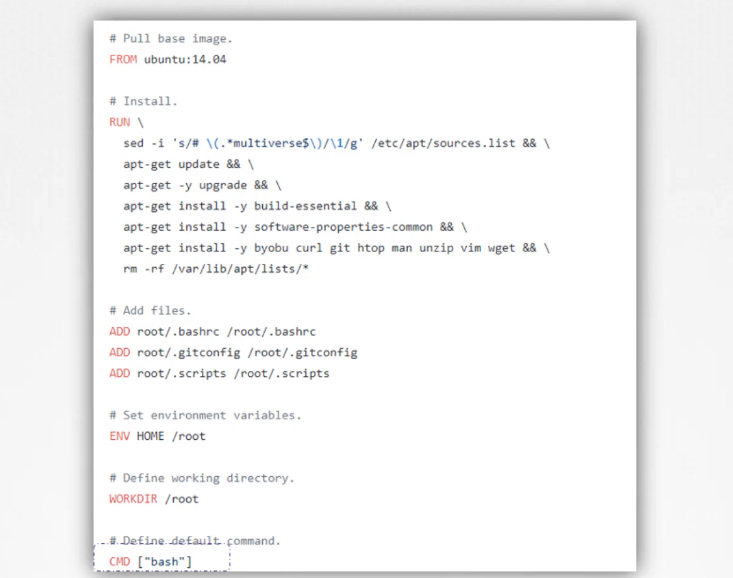 # Pull base image.
FROM ubuntu:14.04
# Install.
RUN \
sed -i 's/# \(.*multiverse$\)/\1/g' /etc/apt/sources.list && \
apt-get update && \
apt-get -y upgrade && \
apt-get install -y build-essential && \
apt-get install -y software-properties-common && \
apt-get install -y byobu curl git htop man unzip vim wget && \
rm -rf /var/lib/apt/lists/*
# Add files.
ADD root/.bashrc /root/.bashrc
ADD root/.gitconfig /root/.gitconfig
ADD root/.scripts /root/.scripts
# Set environment variables.
ENV HOME /root
# Define working directory.
WORKDIR /root
# Define default command.
CMD ["bash"]